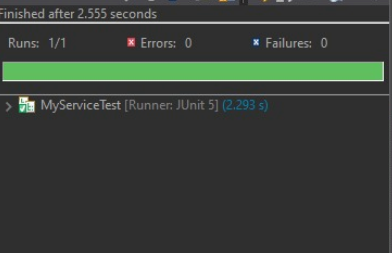 Finished after 2.555 seconds
Runs: 1/1 Errors: 0 Failures: 0
MyServiceTest [Runner: JUnit 5] (2.293 s)